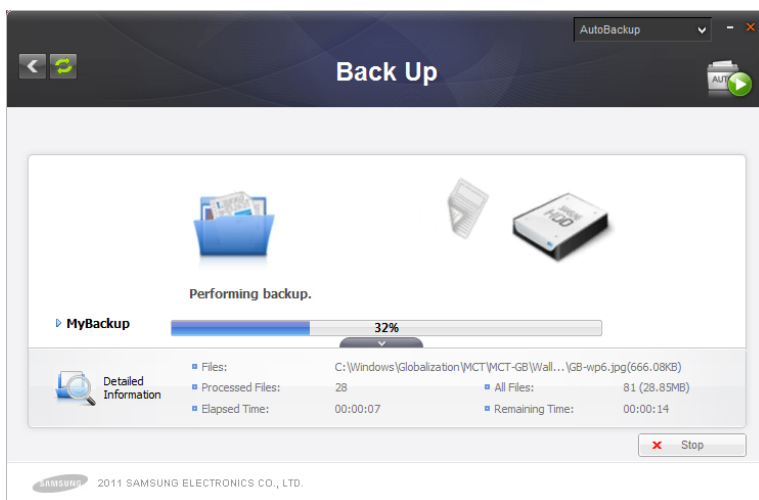 AutoBackup
Back Up
AUTO
SAMSUNG
HDD
Performing backup.
MyBackup
32%
Detailed
Information
Files: C:\Windows\Globalization\MCT\MCT-GB\Wall...\GB-wp6.jpg(666.08KB)
Processed Files: 28 All Files: 81 (28.85MB)
Elapsed Time: 00:00:07 Remaining Time: 00:00:14
Stop
SAMSUNG 2011 SAMSUNG ELECTRONICS CO., LTD.